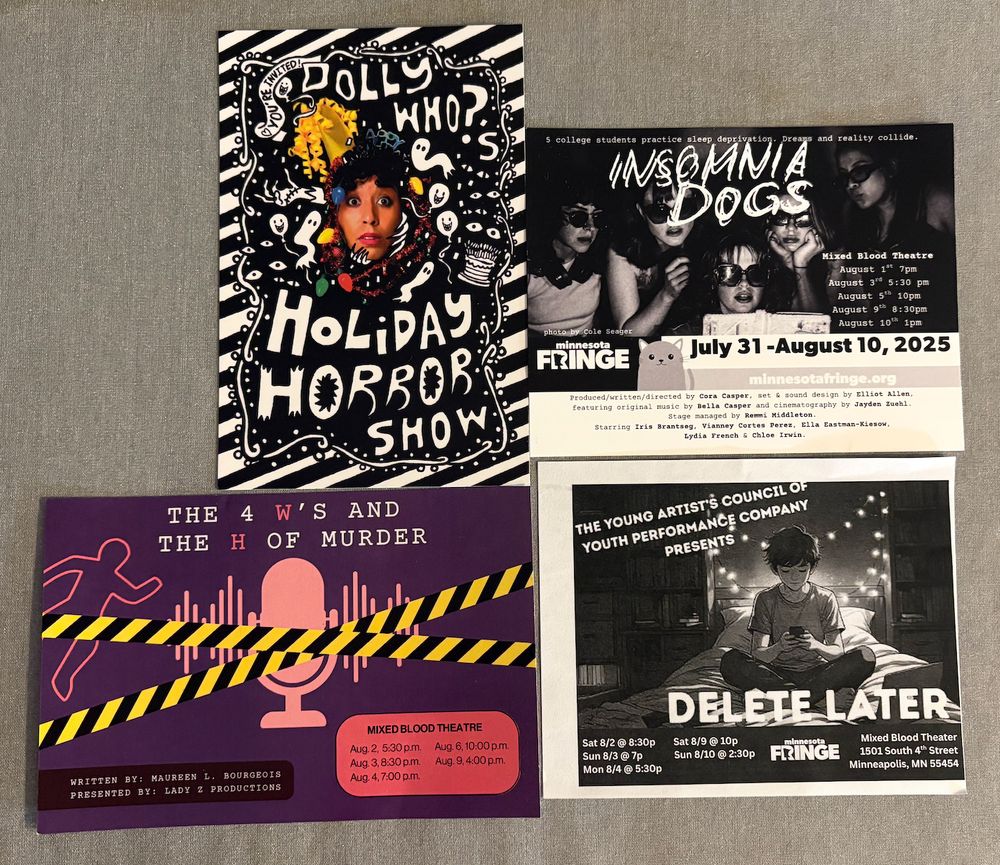 YOU'RE INVITED!
DOLLY
WHO?'S
HOLiDAY
HORROR
SHOW
5 college students practice sleep deprivation. Dreams and reality collide.
INSOMNIA
DOGS
Mixed Blood Theatre
August 1st 7pm
August 3rd 5:30 pm
August 5th 10pm
August 9th 8:30pm
August 10th 1pm
photo by Cole Seager
minnesota
FRINGE
July 31 -August 10, 2025
minnesotafringe.org
Produced/written/directed by Cora Casper, set & sound design by Elliot Allen,
featuring original music by Bella Casper and cinematography by Jayden Zuehl.
Stage managed by Remmi Middleton.
Starring Iris Brantseg, Vianney Cortes Perez, Ella Eastman-Kiesow,
Lydia French & Chloe Irwin.
THE 4 W'S AND
THE H OF MURDER
MIXED BLOOD THEATRE
Aug. 2, 5:30 p.m. Aug. 6, 10:00 p.m.
Aug. 3, 8:30 p.m. Aug. 9, 4:00 p.m.
Aug. 4, 7:00 p.m.
WRITTEN BY: MAUREEN L. BOURGEOIS
PRESENTED BY: LADY Z PRODUCTIONS
THE YOUNG ARTIST'S COUNCIL OF
YOUTH PERFORMANCE COMPANY
PRESENTS
DELETE LATER
Sat 8/2 @ 8:30p Sat 8/9 @ 10p
Sun 8/3 @ 7p Sun 8/10 @ 2:30p
Mon 8/4 @ 5:30p
minnesota
FRINGE
Mixed Blood Theater
1501 South 4th Street
Minneapolis, MN 55454